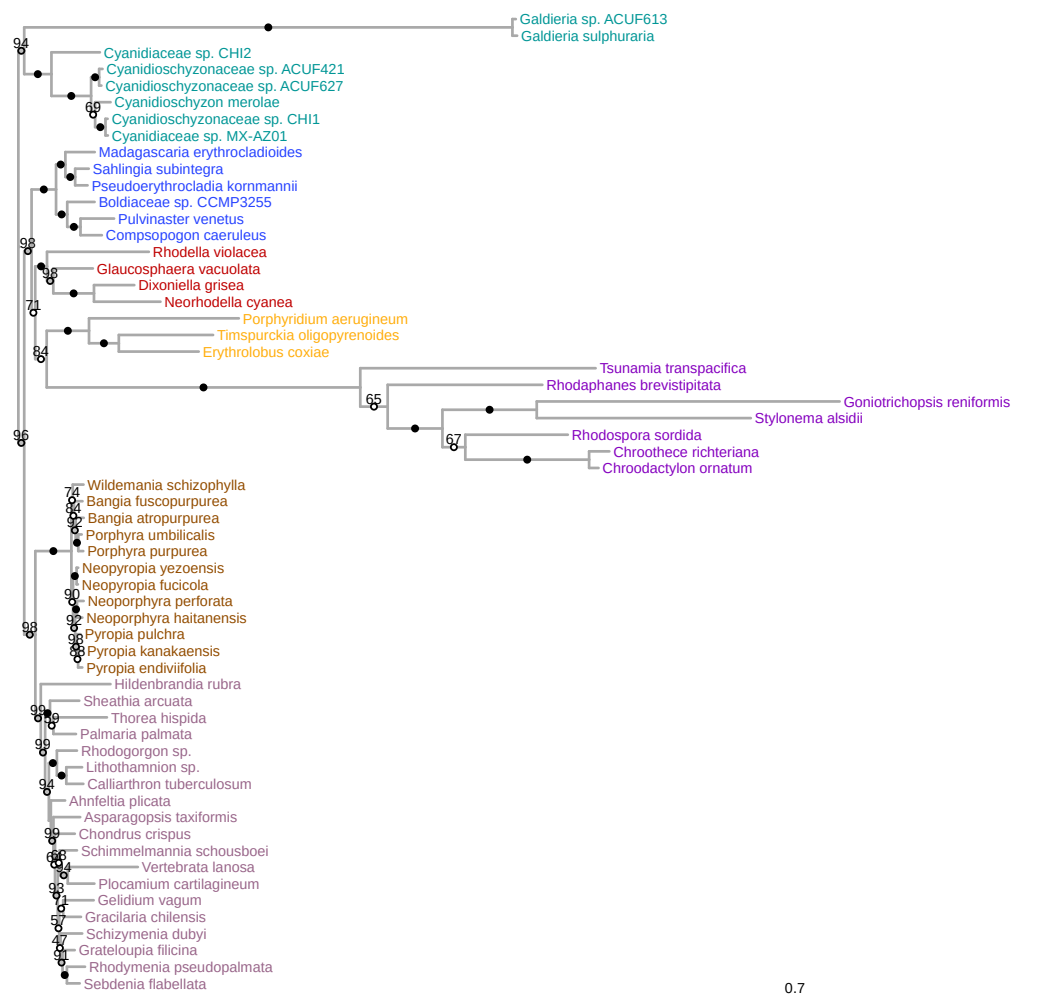 Galdieria sp. ACUF613
Galdieria sulphuraria
94
Cyanidiaceae sp. CHI2
Cyanidioschyzonaceae sp. ACUF421
Cyanidioschyzonaceae sp. ACUF627
Cyanidioschyzon merolae
69
Cyanidioschyzonaceae sp. CHI1
Cyanidiaceae sp. MX-AZ01
Madagascaria erythrocladioides
Sahlingia subintegra
Pseudoerythrocladia kornmannii
Boldiaceae sp. CCMP3255
Pulvinaster venetus
Compsopogon caeruleus
98
Rhodella violacea
Glaucosphaera vacuolata
98
Dixoniella grisea
Neorhodella cyanea
71
Porphyridium aerugineum
Timspurckia oligopyrenoides
84
Erythrolobus coxiae
Tsunamia transpacifica
Rhodaphanes brevistipitata
65
Goniotrichopsis reniformis
Stylonema alsidii
96
Rhodospora sordida
67
Chroothece richteriana
Chroodactylon ornatum
Wildemania schizophylla
74
Bangia fuscopurpurea
84
Bangia atropurpurea
92
Porphyra umbilicalis
Porphyra purpurea
Neopyropia yezoensis
Neopyropia fucicola
90
Neoporphyra perforata
Neoporphyra haitanensis
92
98
Pyropia pulchra
98
Pyropia kanakaensis
88
Pyropia endiviifolia
Hildenbrandia rubra
Sheathia arcuata
99
59
Thorea hispida
Palmaria palmata
99
Rhodogorgon sp.
Lithothamnion sp.
94
Calliarthron tuberculosum
Ahnfeltia plicata
Asparagopsis taxiformis
99
Chondrus crispus
Schimmelmannia schousboei
68
94
Vertebrata lanosa
Plocamium cartilagineum
93
71
Gelidium vagum
Gracilaria chilensis
57
Schizymenia dubyi
47
Grateloupia filicina
91
Rhodymenia pseudopalmata
Sebdenia flabellata
0.7